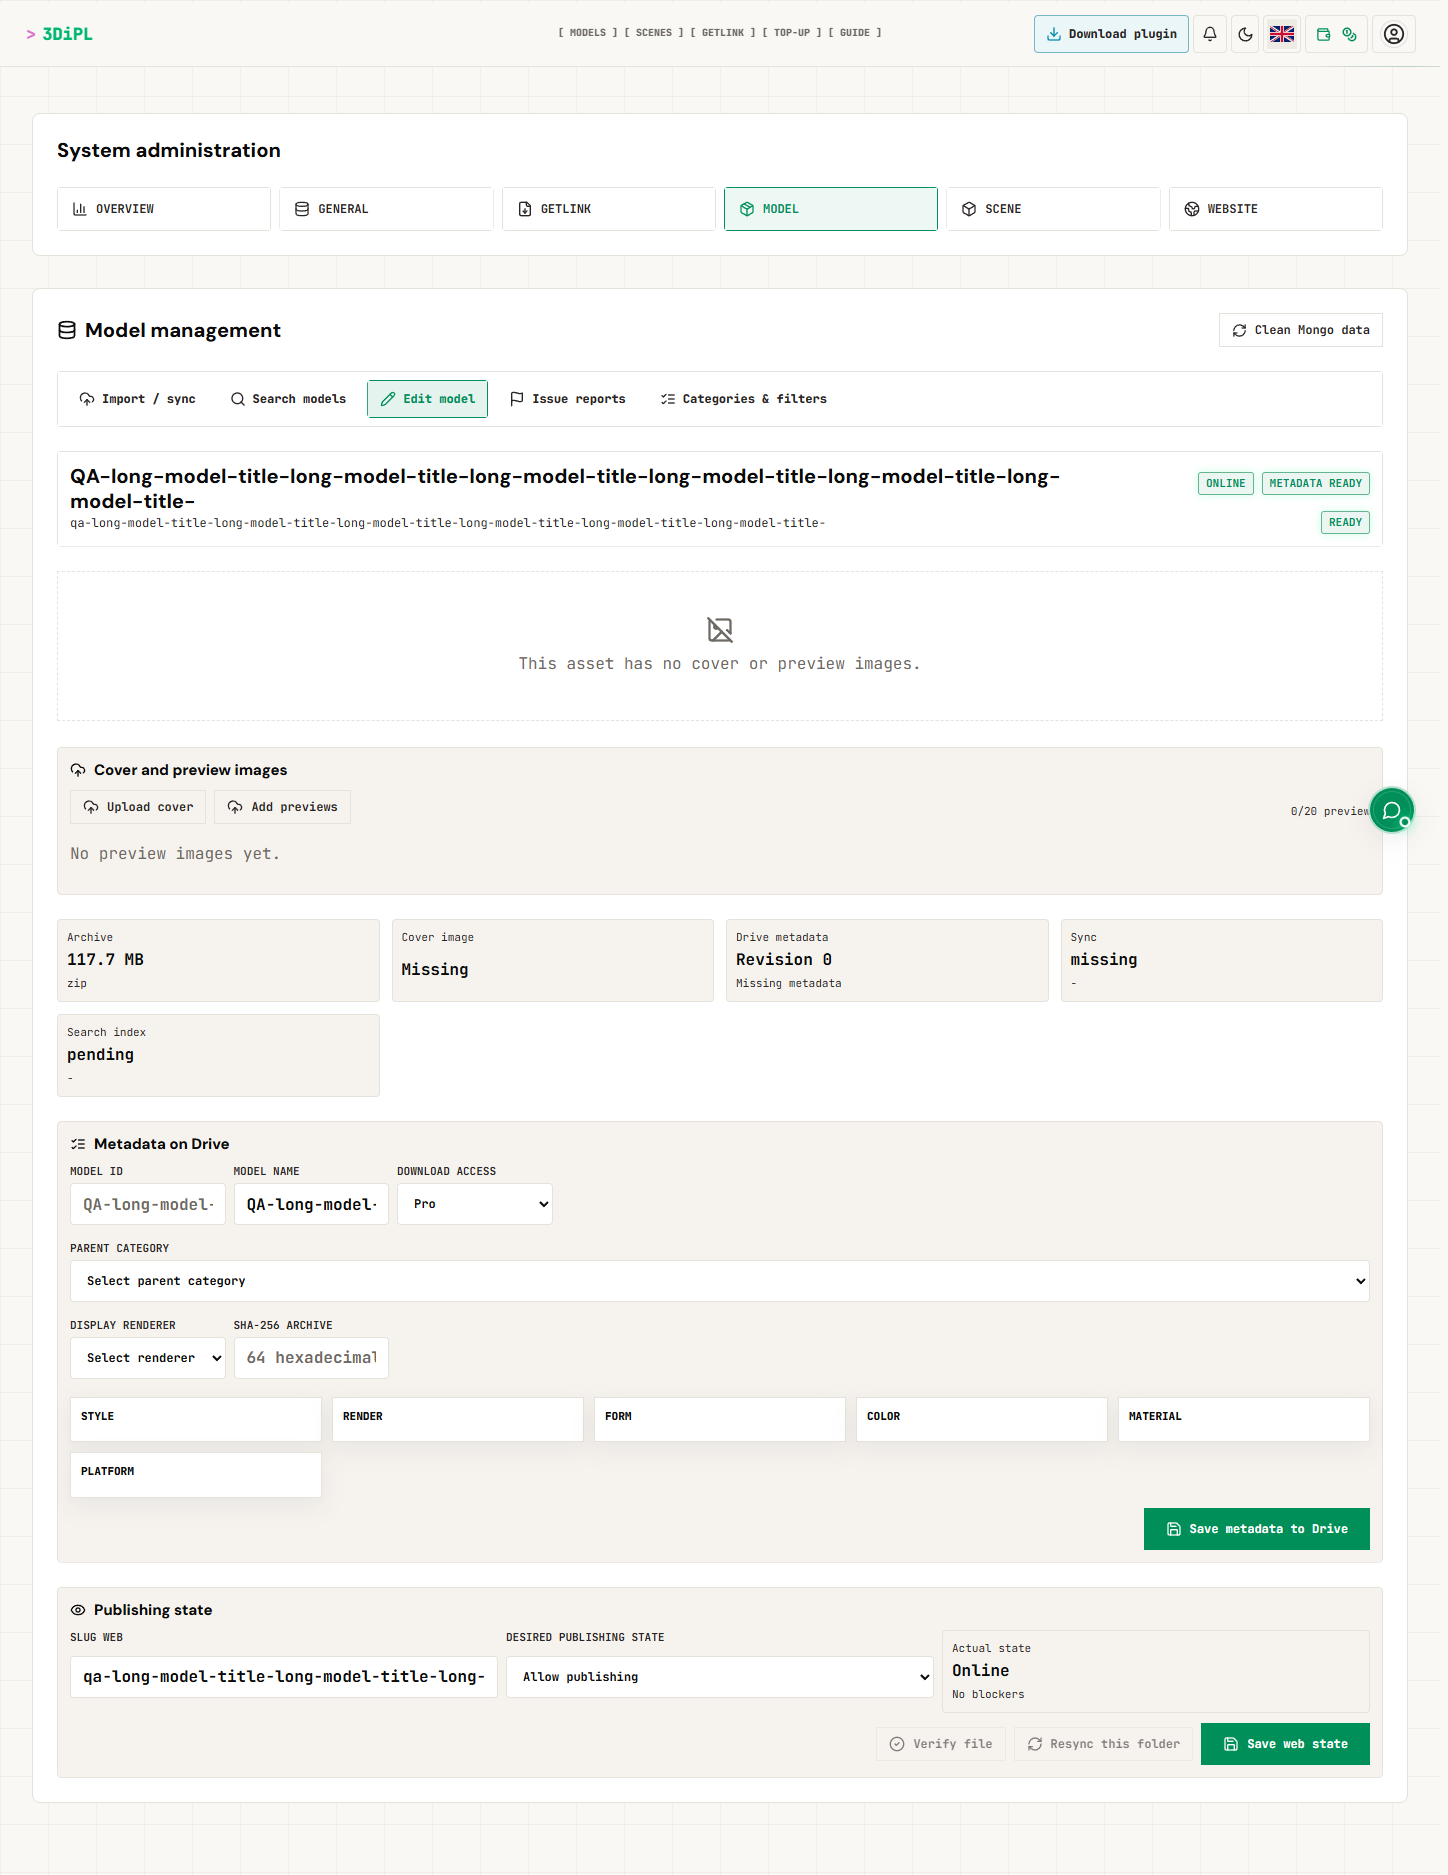 > 3DiPL
[ MODELS ] [ SCENES ] [ GETLINK ] [ TOP-UP ] [ GUIDE ]
Download plugin
System administration
OVERVIEW
GENERAL
GETLINK
MODEL
SCENE
WEBSITE
Model management
Clean Mongo data
Import / sync
Search models
Edit model
Issue reports
Categories & filters
QA-long-model-title-long-model-title-long-model-title-long-model-title-long-model-title-long-
model-title-
qa-long-model-title-long-model-title-long-model-title-long-model-title-long-model-title-long-model-title-
ONLINE
METADATA READY
READY
This asset has no cover or preview images.
Cover and preview images
Upload cover
Add previews
0/20 preview
No preview images yet.
Archive
117.7 MB
zip
Cover image
Missing
Drive metadata
Revision 0
Missing metadata
Sync
missing
-
Search index
pending
-
Metadata on Drive
MODEL ID
MODEL NAME
DOWNLOAD ACCESS
QA-long-model-
QA-long-model-
Pro
PARENT CATEGORY
Select parent category
DISPLAY RENDERER
SHA-256 ARCHIVE
Select renderer
64 hexadecimal
STYLE
RENDER
FORM
COLOR
MATERIAL
PLATFORM
Save metadata to Drive
Publishing state
SLUG WEB
DESIRED PUBLISHING STATE
qa-long-model-title-long-model-title-long-
Allow publishing
Actual state
Online
No blockers
Verify file
Resync this folder
Save web state